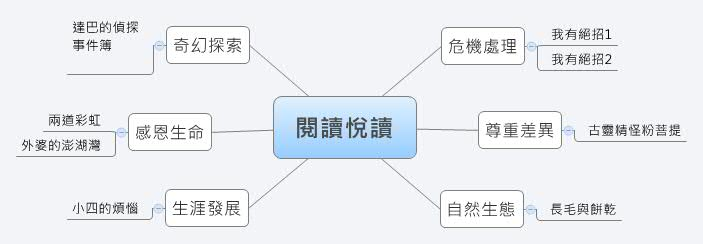 達巴的偵探
事件簿
奇幻探索
兩道彩虹
外婆的澎湖灣
感恩生命
小四的煩惱
生涯發展
閱讀悅讀
危機處理
我有絕招1
我有絕招2
尊重差異
古靈精怪粉菩提
自然生態
長毛與餅乾